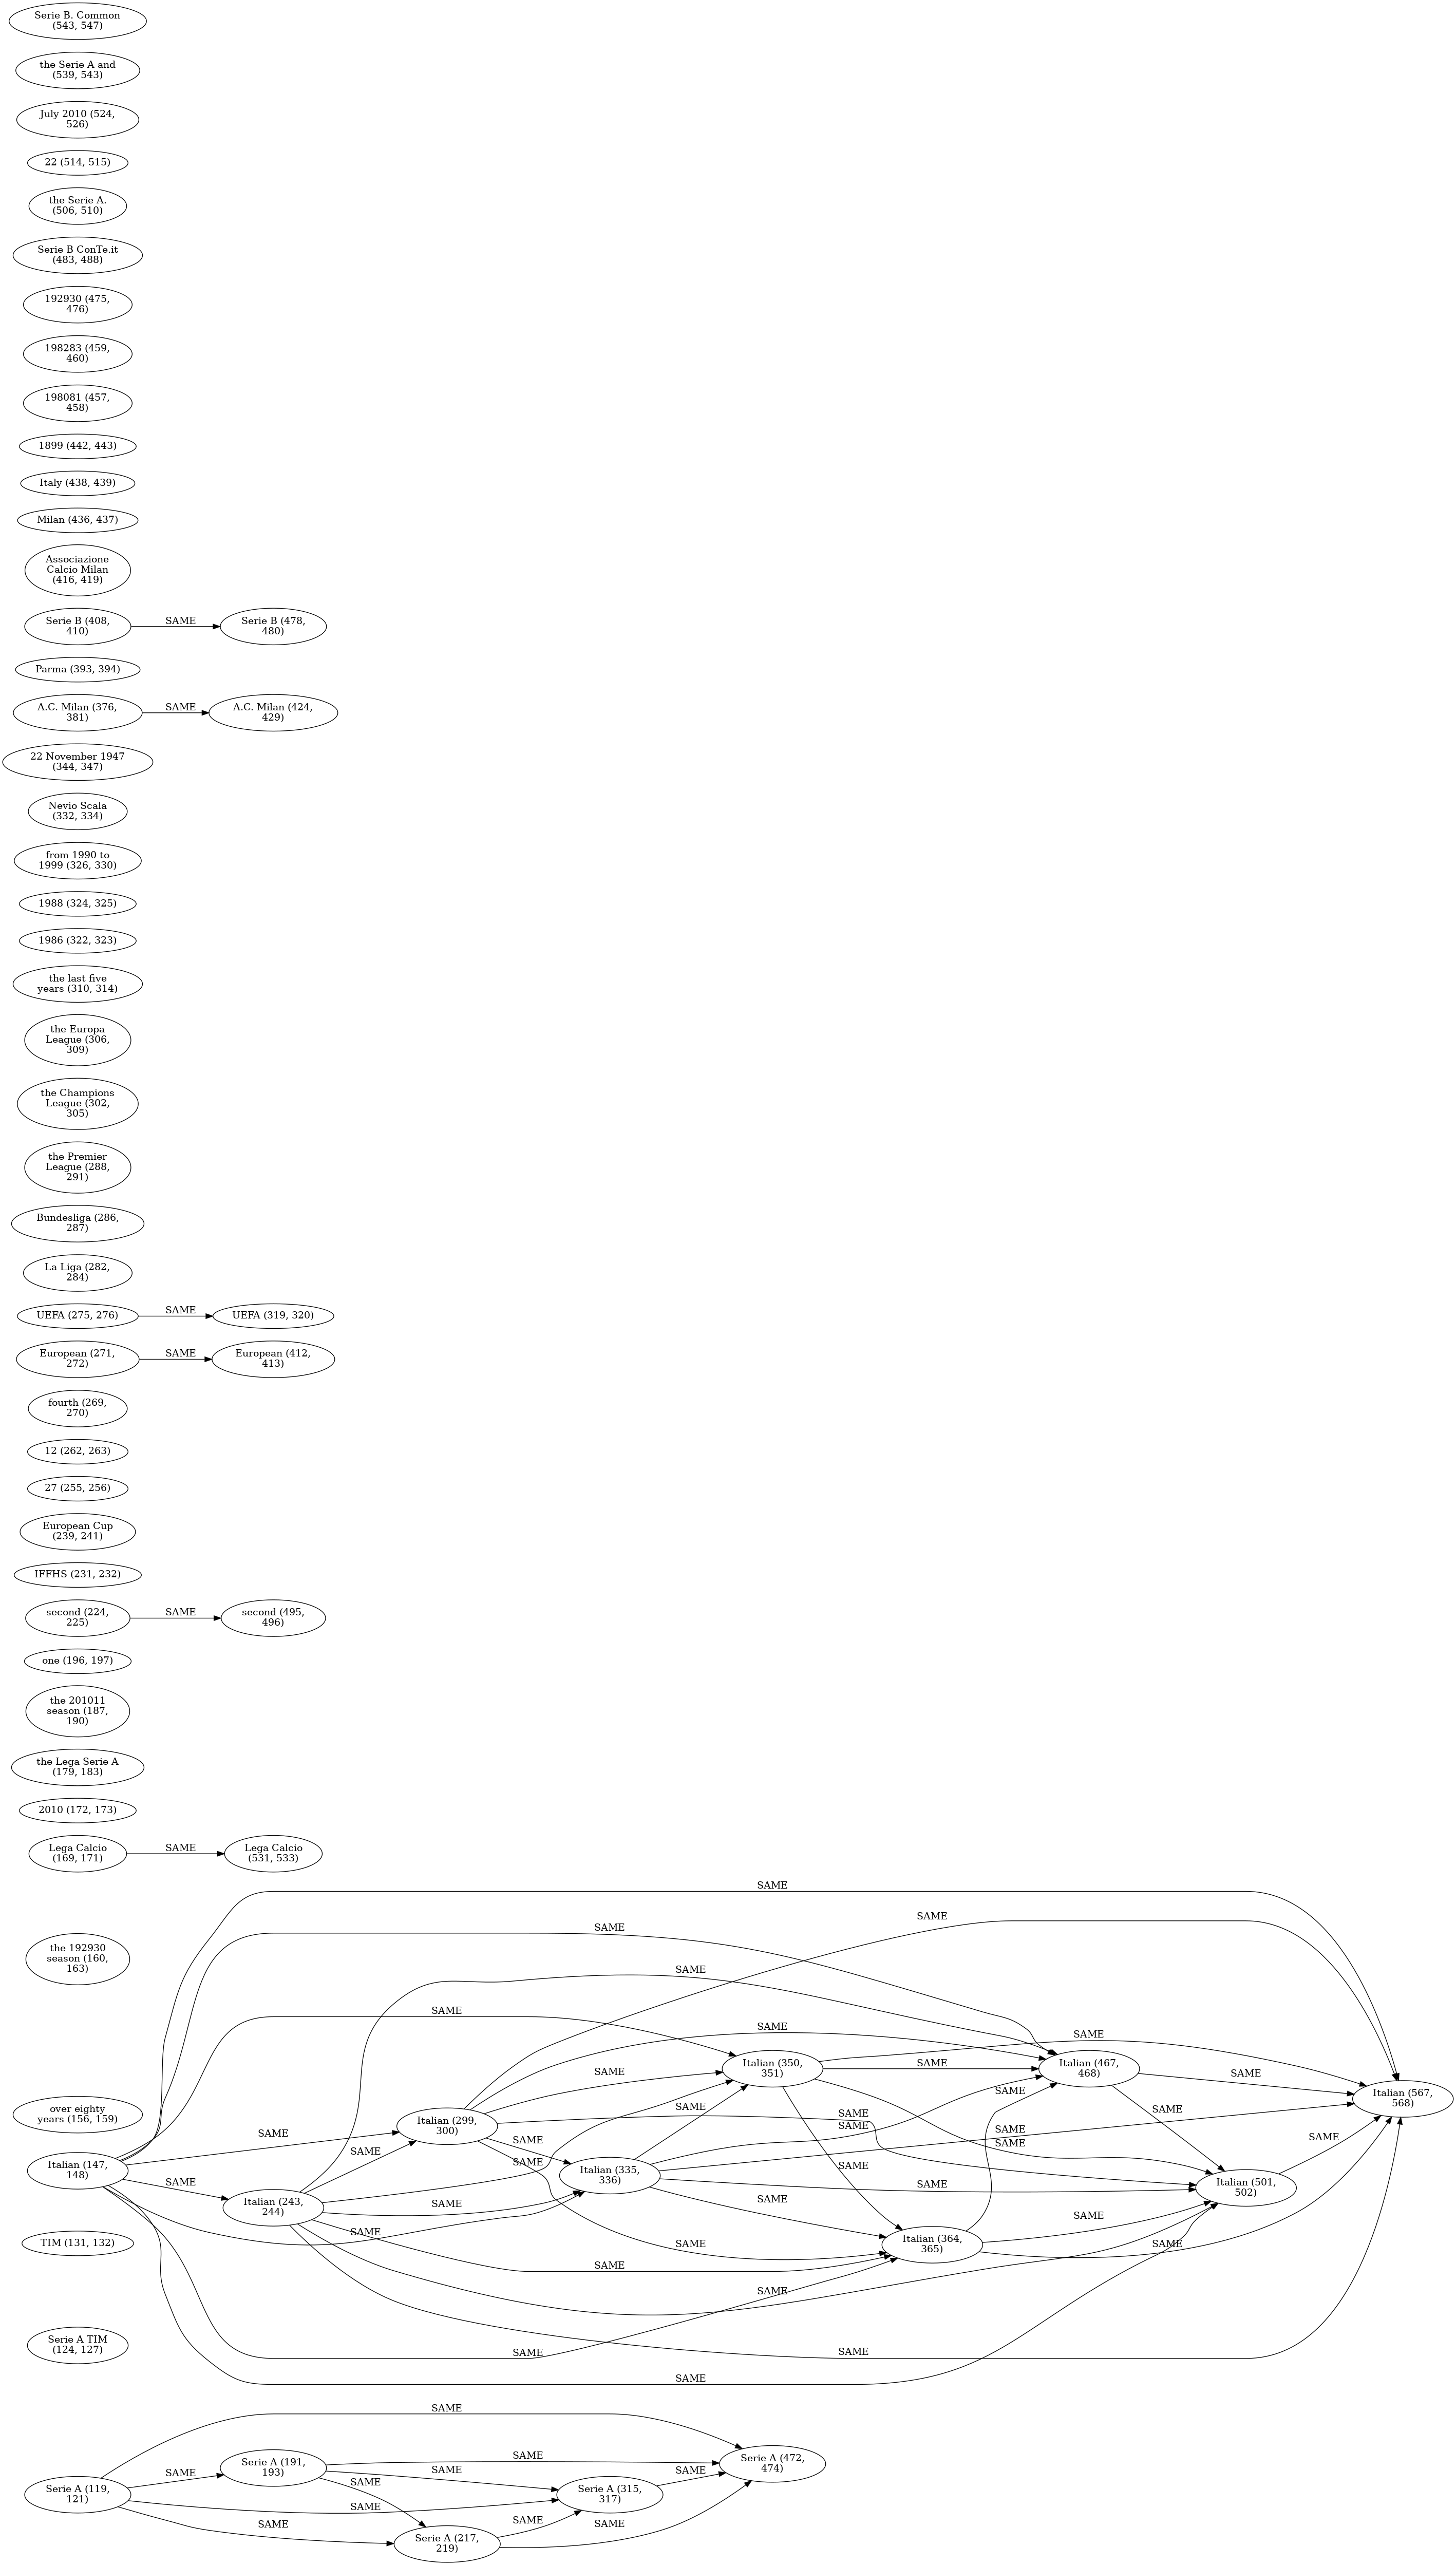 Serie B. Common
(543, 547)
the Serie A and
(539, 543)
July 2010 (524,
526)
22 (514, 515)
the Serie A.
(506, 510)
Serie B ConTe.it
(483, 488)
192930 (475,
476)
198283 (459,
460)
198081 (457,
458)
1899 (442, 443)
Italy (438, 439)
Milan (436, 437)
Associazione
Calcio Milan
(416, 419)
Serie B (408,
410)
SAME
Serie B (478,
480)
Parma (393, 394)
A.C. Milan (376,
381)
SAME
A.C. Milan (424,
429)
22 November 1947
(344, 347)
Nevio Scala
(332, 334)
from 1990 to
1999 (326, 330)
1988 (324, 325)
1986 (322, 323)
the last five
years (310, 314)
the Europa
League (306,
309)
the Champions
League (302,
305)
the Premier
League (288,
291)
Bundesliga (286,
287)
La Liga (282,
284)
UEFA (275, 276)
SAME
UEFA (319, 320)
European (271,
272)
SAME
European (412,
413)
fourth (269,
270)
12 (262, 263)
27 (255, 256)
European Cup
(239, 241)
IFFHS (231, 232)
second (224,
225)
SAME
second (495,
496)
one (196, 197)
the 201011
season (187,
190)
the Lega Serie A
(179, 183)
2010 (172, 173)
Lega Calcio
(169, 171)
SAME
Lega Calcio
(531, 533)
SAME
SAME
SAME
the 192930
season (160,
163)
SAME
SAME
SAME
SAME
Italian (350,
351)
SAME
Italian (467,
468)
SAME
SAME
SAME
Italian (567,
568)
over eighty
years (156, 159)
Italian (299,
300)
SAME
SAME
SAME
SAME
SAME
SAME
SAME
SAME
SAME
SAME
SAME
Italian (147,
148)
SAME
SAME
SAME
Italian (335,
336)
SAME
SAME
Italian (501,
502)
Italian (243,
244)
SAME
SAME
SAME
TIM (131, 132)
SAME
SAME
Italian (364,
365)
SAME
SAME
SAME
Serie A TIM
(124, 127)
SAME
SAME
SAME
SAME
Serie A (191,
193)
SAME
Serie A (472,
474)
SAME
SAME
SAME
SAME
Serie A (119,
121)
Serie A (315,
317)
SAME
SAME
SAME
SAME
Serie A (217,
219)